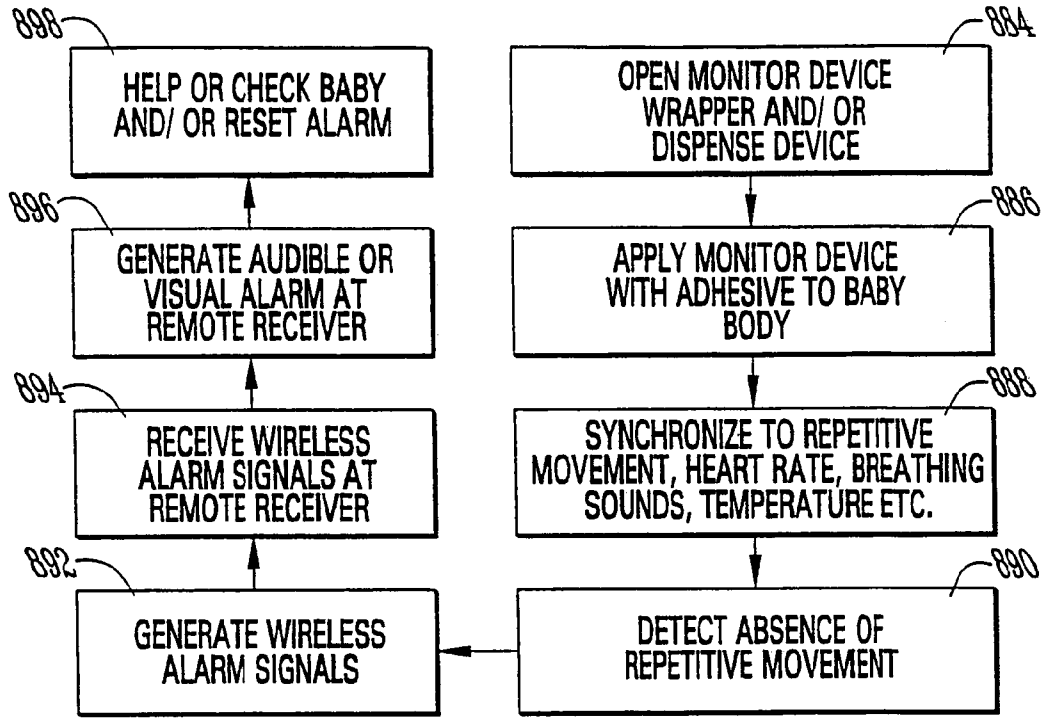 898
HELP OR CHECK BABY
AND/ OR RESET ALARM
884
OPEN MONITOR DEVICE
WRAPPER AND/ OR
DISPENSE DEVICE
896
GENERATE AUDIBLE OR
VISUAL ALARM AT
REMOTE RECEIVER
886
APPLY MONITOR DEVICE
WITH ADHESIVE TO BABY
BODY
894
RECEIVE WIRELESS
ALARM SIGNALS AT
REMOTE RECEIVER
888
SYNCHRONIZE TO REPETITIVE
MOVEMENT, HEART RATE, BREATHING
SOUNDS, TEMPERATURE ETC.
892
GENERATE WIRELESS
ALARM SIGNALS
890
DETECT ABSENCE OF
REPETITIVE MOVEMENT